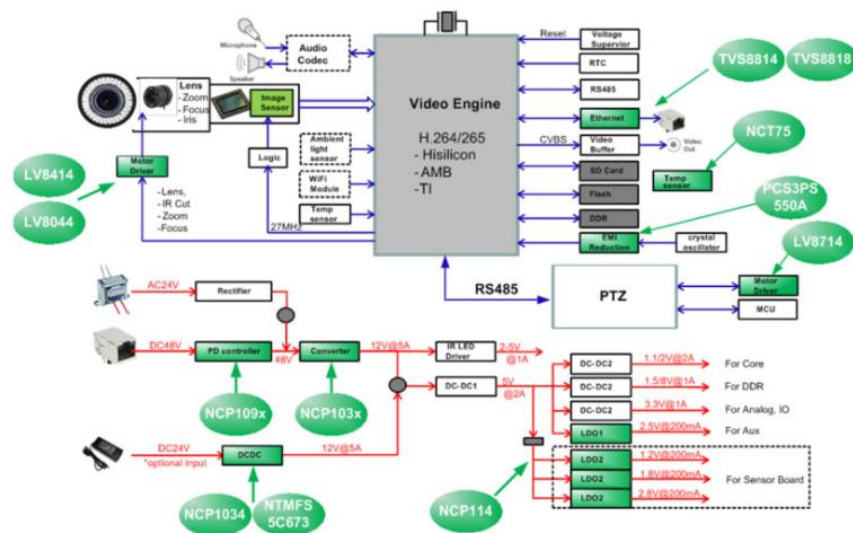 Microphone
Speaker
Audio
Codec
Lens
- Zoom
- Focus
- Iris
Image
Sensor
Logic
Ambient
light
sensor
WiFi
Module
Temp
sensor
27MHz
Motor
Driver
-Lens,
- IR Cut
- Zoom
-Focus
LV8414
LV8044
Video Engine
H.264/265
- Hisilicon
- AMB
- TI
Reset
Voltage
Supervior
RTC
RS485
Ethernet
CVBS
Video
Buffer
Video
Out
SD Card
Flash
DDR
EMI
Reduction
crystal
oscillator
TVS8814
TVS8818
NCT75
Temp
sensor
PCS3PS
550A
LV8714
RS485
PTZ
Motor
Driver
MCU
AC24V
Rectifier
DC48V
PD controller
48V
Converter
12V@5A
IR LED
Driver
2-5V
@1A
DC-DC1
5V
@2A
NCP109x
NCP103x
DC24V
*optional input
DCDC
12V@5A
NCP1034
NTMFS
5C673
NCP114
DC-DC2
1.1/2V@2A
For Core
DC-DC2
1.5/8V@1A
For DDR
DC-DC2
3.3V@1A
For Analog, IO
LDO1
2.5V@200mA
For Aux
LDO2
1.2V@200mA
LDO2
1.8V@200mA
For Sensor Board
LDO2
2.8V@200mA